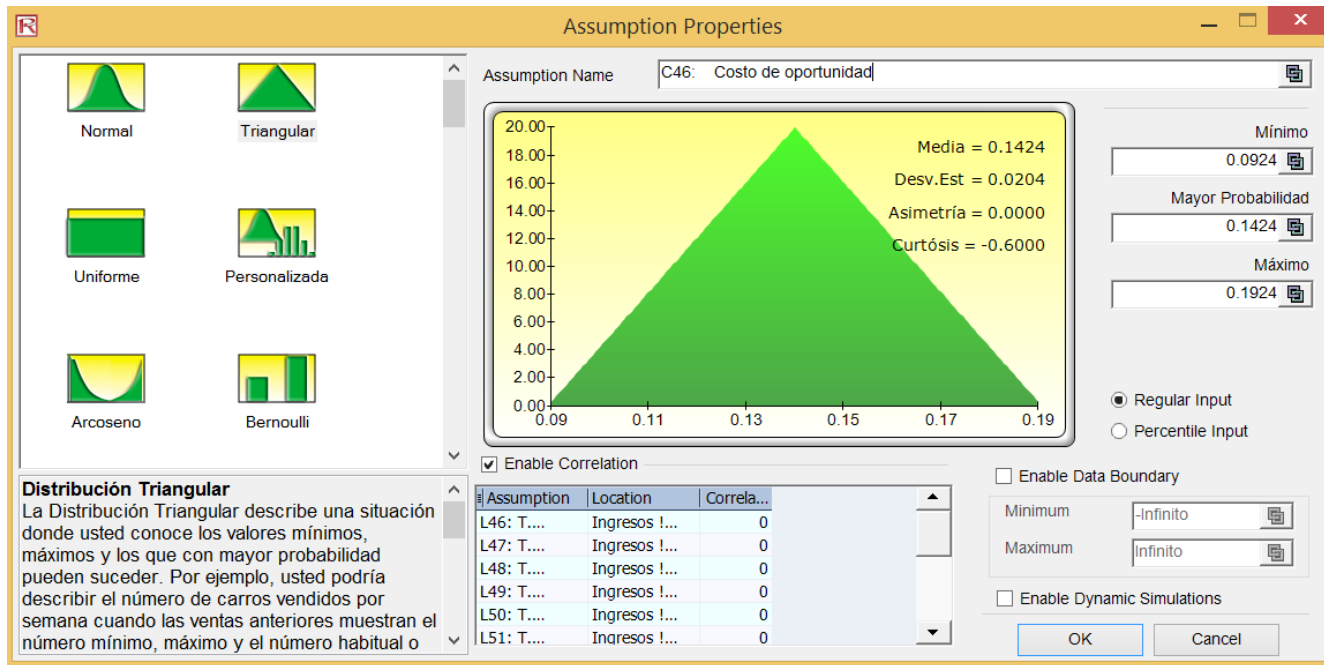 Assumption Properties
Normal
Triangular
Uniforme
Personalizada
Arcoseno
Bernoulli
Distribución Triangular
La Distribución Triangular describe una situación
donde usted conoce los valores mínimos,
máximos y los que con mayor probabilidad
pueden suceder. Por ejemplo, usted podría
describir el número de carros vendidos por
semana cuando las ventas anteriores muestran el
número mínimo, máximo y el número habitual o
Assumption Name
C46: Costo de oportunidad
20.00
18.00
16.00
14.00
12.00
10.00
8.00
6.00
4.00
2.00
0.00
0.09 0.11 0.13 0.15 0.17 0.19
Media = 0.1424
Desv.Est = 0.0204
Asimetría = 0.0000
Curtósis = -0.6000
Mínimo
0.0924
Mayor Probabilidad
0.1424
Máximo
0.1924
Regular Input
Percentile Input
Enable Correlation
Assumption Location Correla...
L46: T.... Ingresos !... 0
L47: T.... Ingresos !... 0
L48: T.... Ingresos !... 0
L49: T.... Ingresos !... 0
L50: T.... Ingresos !... 0
L51: T.... Ingresos !... 0
Enable Data Boundary
Minimum -Infinito
Maximum Infinito
Enable Dynamic Simulations
OK Cancel